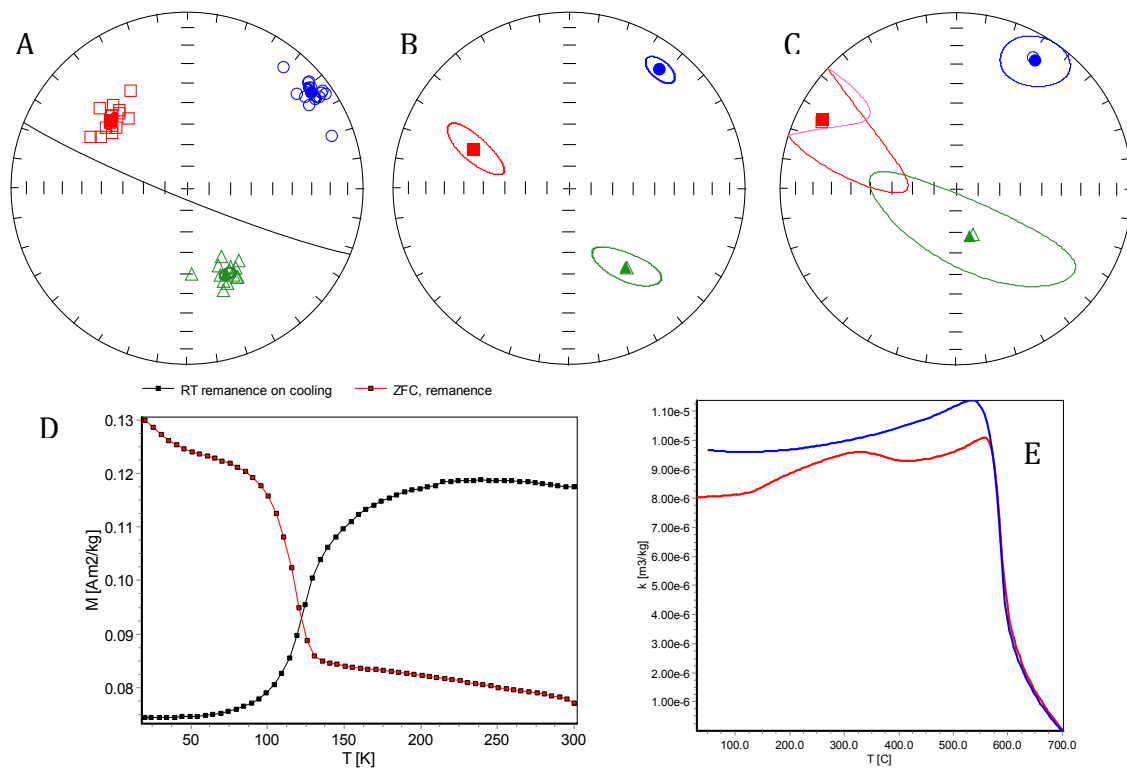 A
B
C
RT remanence on cooling
ZFC, remanence
D
0.13
0.12
0.11
0.10
0.09
0.08
M [Am2/kg]
50
100
150
200
250
300
T [K]
E
1.10e-5
1.00e-5
9.00e-6
8.00e-6
7.00e-6
6.00e-6
5.00e-6
4.00e-6
3.00e-6
2.00e-6
1.00e-6
k [m3/kg]
100.0
200.0
300.0
400.0
500.0
600.0
700.0
T [C]